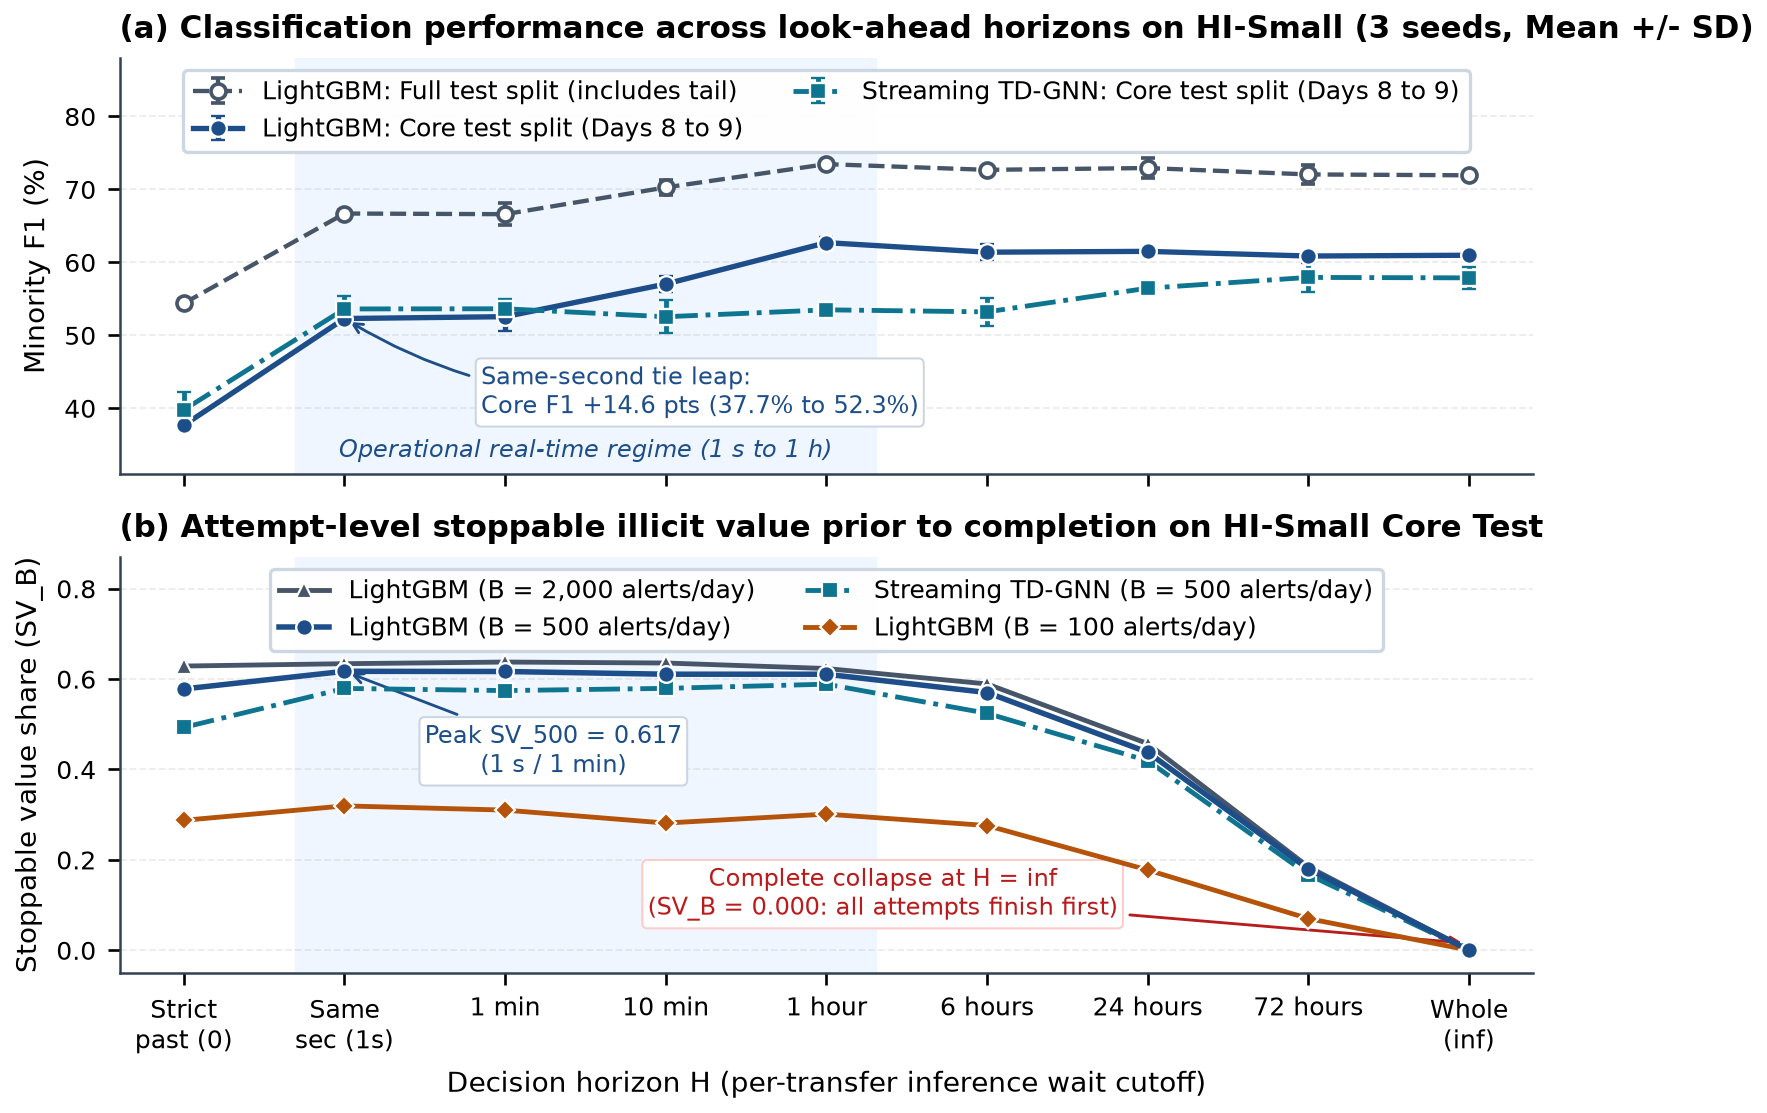 (a) Classification performance across look-ahead horizons on HI-Small (3 seeds, Mean +/- SD)
LightGBM: Full test split (includes tail)
LightGBM: Core test split (Days 8 to 9)
Streaming TD-GNN: Core test split (Days 8 to 9)
Minority F1 (%)
80
70
60
50
40
Same-second tie leap:
Core F1 +14.6 pts (37.7% to 52.3%)
Operational real-time regime (1 s to 1 h)
(b) Attempt-level stoppable illicit value prior to completion on HI-Small Core Test
LightGBM (B = 2,000 alerts/day)
LightGBM (B = 500 alerts/day)
Streaming TD-GNN (B = 500 alerts/day)
LightGBM (B = 100 alerts/day)
Stoppable value share (SV_B)
0.8
0.6
0.4
0.2
0.0
Peak SV_500 = 0.617
(1 s / 1 min)
Complete collapse at H = inf
(SV_B = 0.000: all attempts finish first)
Strict
past (0)
Same
sec (1s)
1 min
10 min
1 hour
6 hours
24 hours
72 hours
Whole
(inf)
Decision horizon H (per-transfer inference wait cutoff)